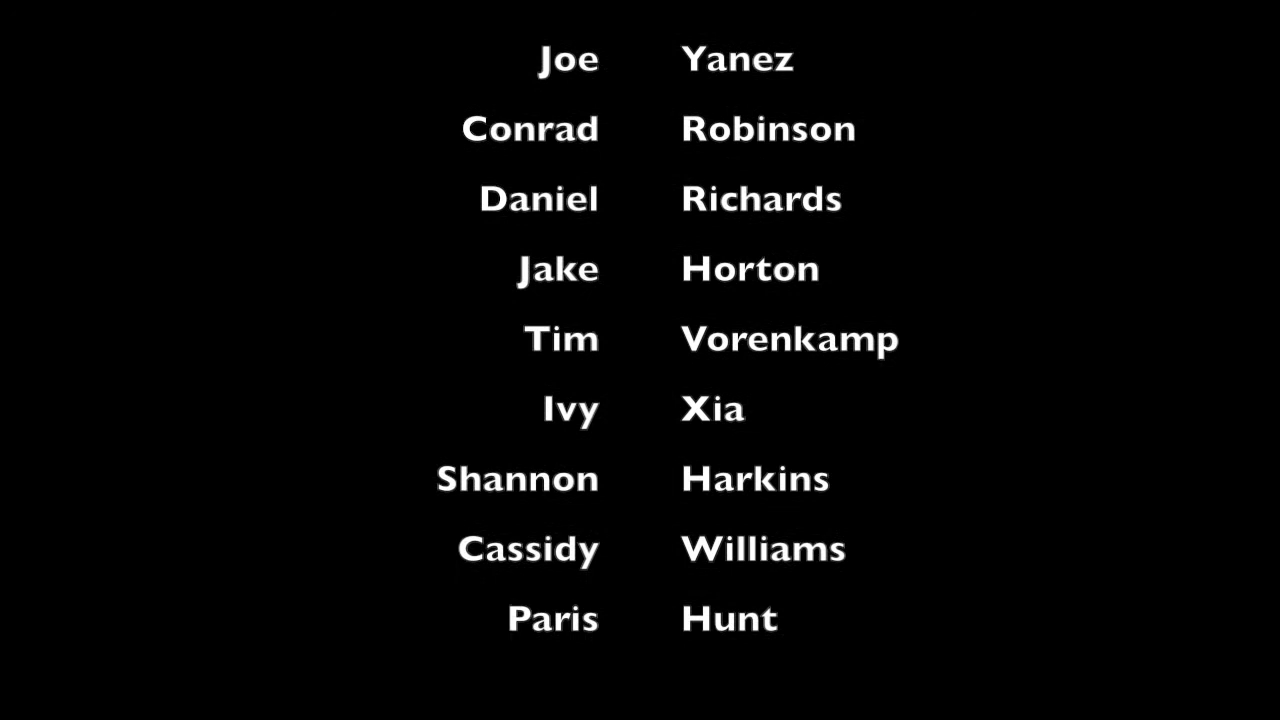 Joe Yanez
Conrad Robinson
Daniel Richards
Jake Horton
Tim Vorenkamp
Ivy Xia
Shannon Harkins
Cassidy Williams
Paris Hunt